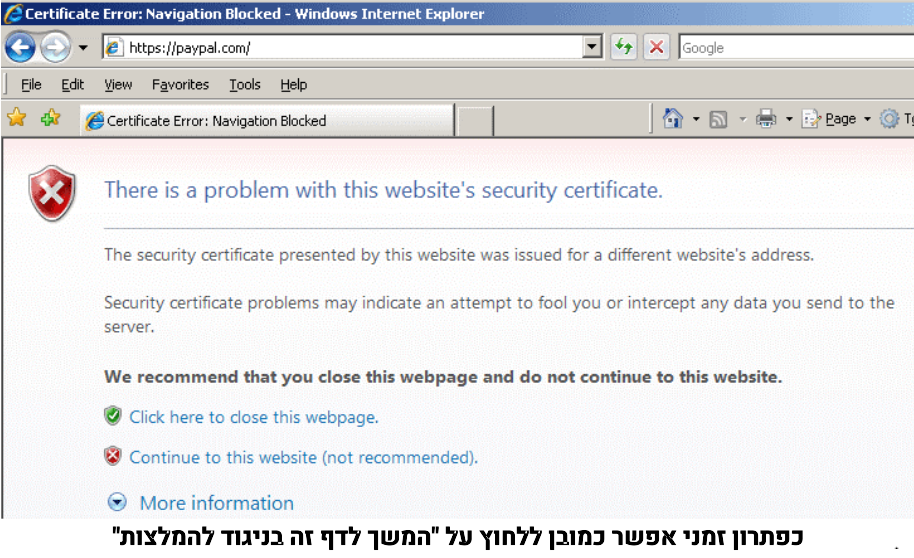 Certificate Error: Navigation Blocked - Windows Internet Explorer
https://paypal.com/
Google
File Edit View Favorites Tools Help
Certificate Error: Navigation Blocked
Page
There is a problem with this website's security certificate.
The security certificate presented by this website was issued for a different website's address.
Security certificate problems may indicate an attempt to fool you or intercept any data you send to the
server.
We recommend that you close this webpage and do not continue to this website.
Click here to close this webpage.
Continue to this website (not recommended).
More information
כפתרון זמני אפשר כמובן ללחוץ על "המשך לדף זה בניגוד להמלצות"